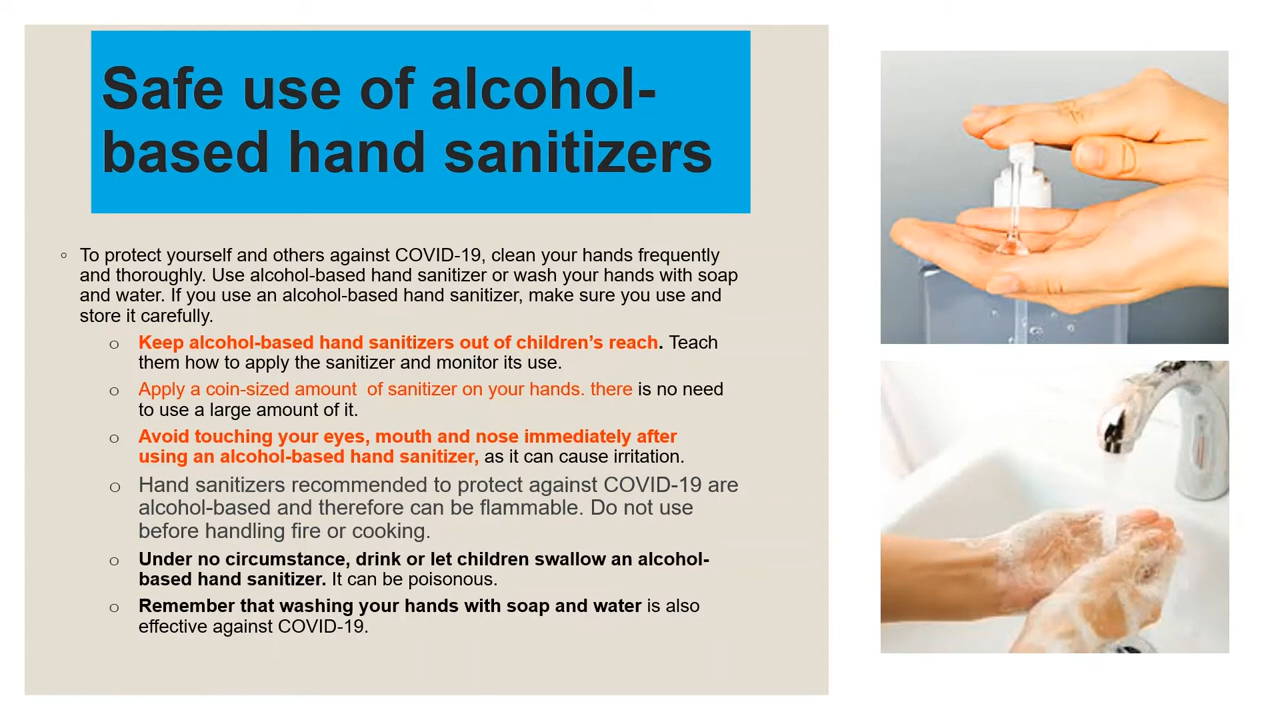 Safe use of alcohol-
based hand sanitizers
◦ To protect yourself and others against COVID-19, clean your hands frequently
and thoroughly. Use alcohol-based hand sanitizer or wash your hands with soap
and water. If you use an alcohol-based hand sanitizer, make sure you use and
store it carefully.
o Keep alcohol-based hand sanitizers out of children’s reach. Teach
them how to apply the sanitizer and monitor its use.
o Apply a coin-sized amount  of sanitizer on your hands. there is no need
to use a large amount of it.
o Avoid touching your eyes, mouth and nose immediately after
using an alcohol-based hand sanitizer, as it can cause irritation.
o Hand sanitizers recommended to protect against COVID-19 are
alcohol-based and therefore can be flammable. Do not use
before handling fire or cooking.
o Under no circumstance, drink or let children swallow an alcohol-
based hand sanitizer. It can be poisonous.
o Remember that washing your hands with soap and water is also
effective against COVID-19.